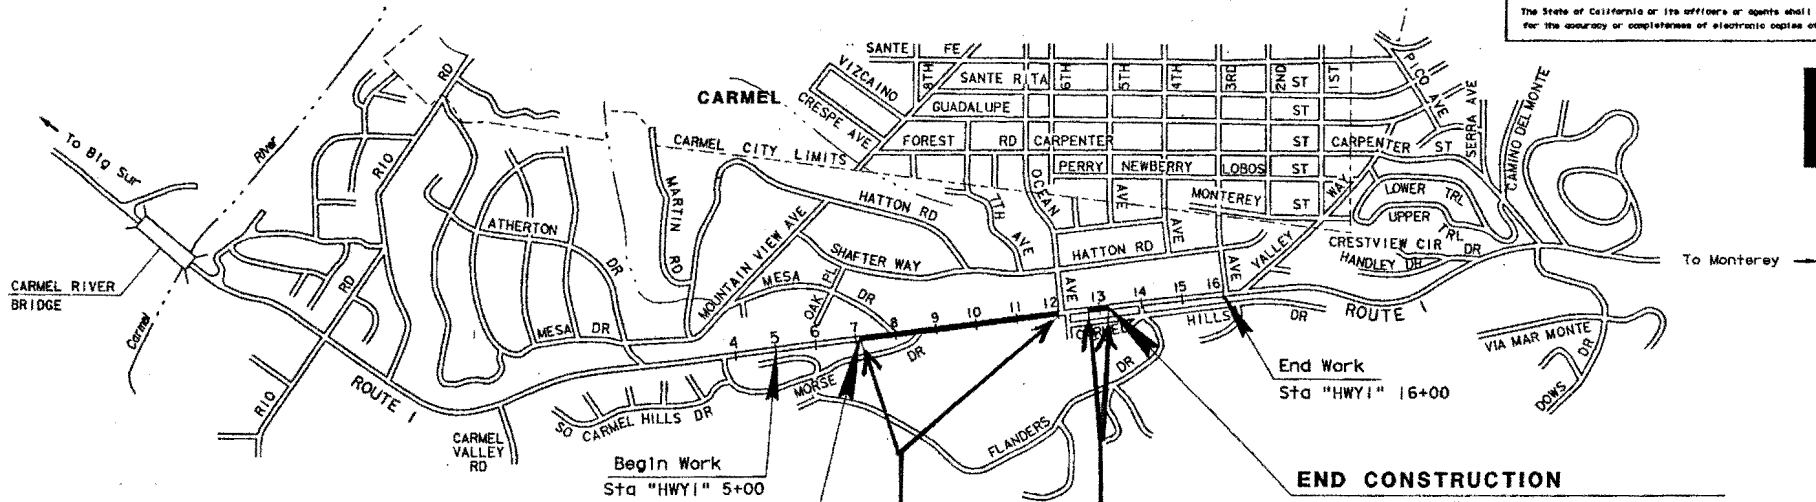 The State of California or its officers or agents shall
for the accuracy or completeness of electronic copies of
SANTE FE
VIZCAINO
8TH
SANTE RITA
6TH
5TH
4TH
3RD
2ND
ST
1ST
PICO AVE
SERRA AVE
CAMINO DEL MONTE
CARMEL
CRESPE AVE
GUADALUPE
ST
FOREST RD
CARPENTER
ST
CARPENTER ST
CARMEL CITY LIMITS
PERRY NEWBERRY
LOBOS
ST
To Big Sur
River
RIO RD
MARTIN RD
HATTON RD
7TH AVE
OCEAN AVE
AVE
MONTEREY
ST
LOWER TRL
UPPER TRL
ATHERTON DR
MOUNTAIN VIEW AVE
SHAFTER WAY
HATTON RD
AVE
AVE
VALLEY WAY
CRESTVIEW CIR
DR
HANDLEY DR
To Monterey
CARMEL RIVER
BRIDGE
Carmel
RIO RD
MESA DR
MESA DR
OAK PL
4 5 6 7 8 9 10 11 12 13 14 15 16
CARMEL HILLS DR
ROUTE 1
VIA MAR MONTE
DOWS DR
ROUTE 1
MORSE DR
SO CARMEL HILLS DR
CARMEL
VALLEY
RD
FLANDERS DR
Begin Work
Sta "HWY1" 5+00
End Work
Sta "HWY1" 16+00
END CONSTRUCTION